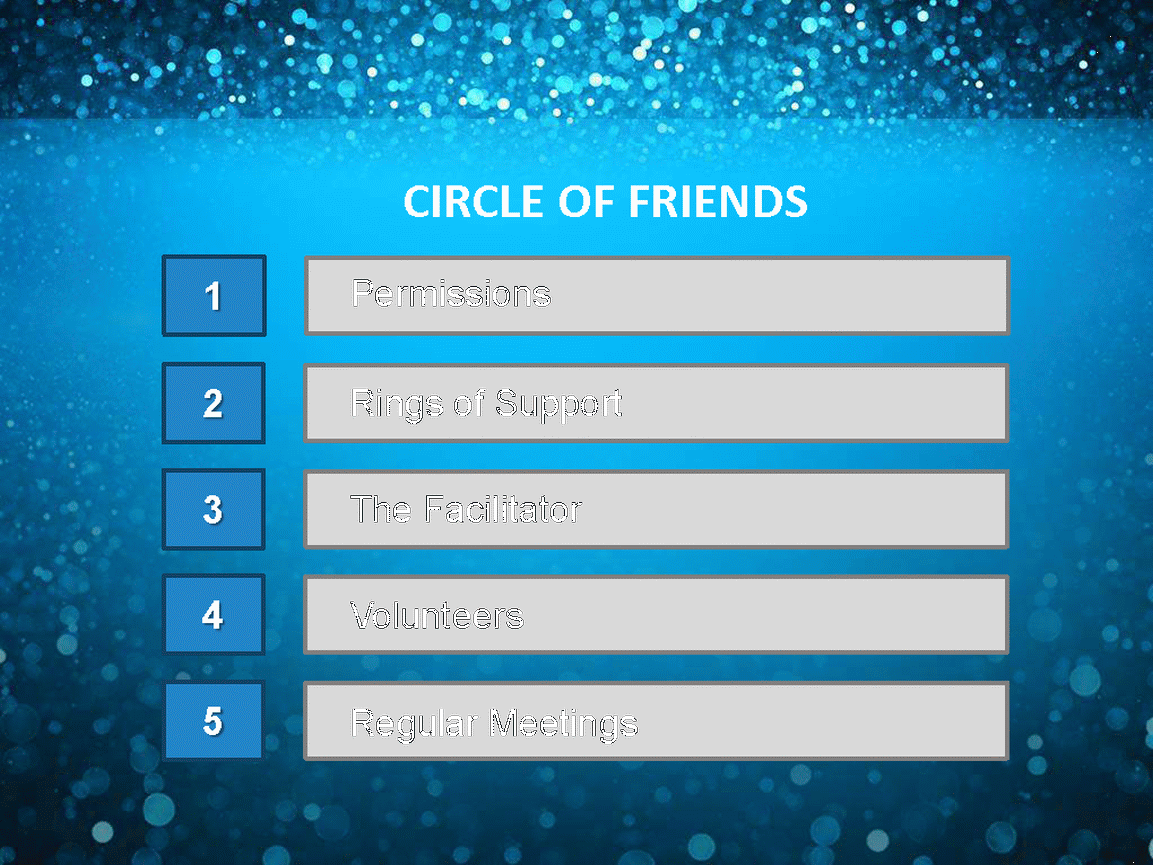 CIRCLE OF FRIENDS
1 Permissions
2 Rings of Support
3 The Facilitator
4 Volunteers
5 Regular Meetings